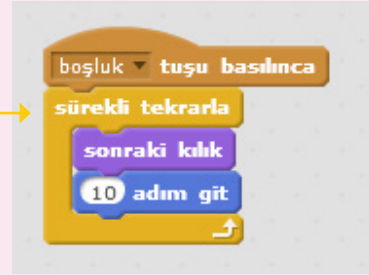 boşluk tuşu basılınca
sürekli tekrarla
sonraki kılık
10 adım git